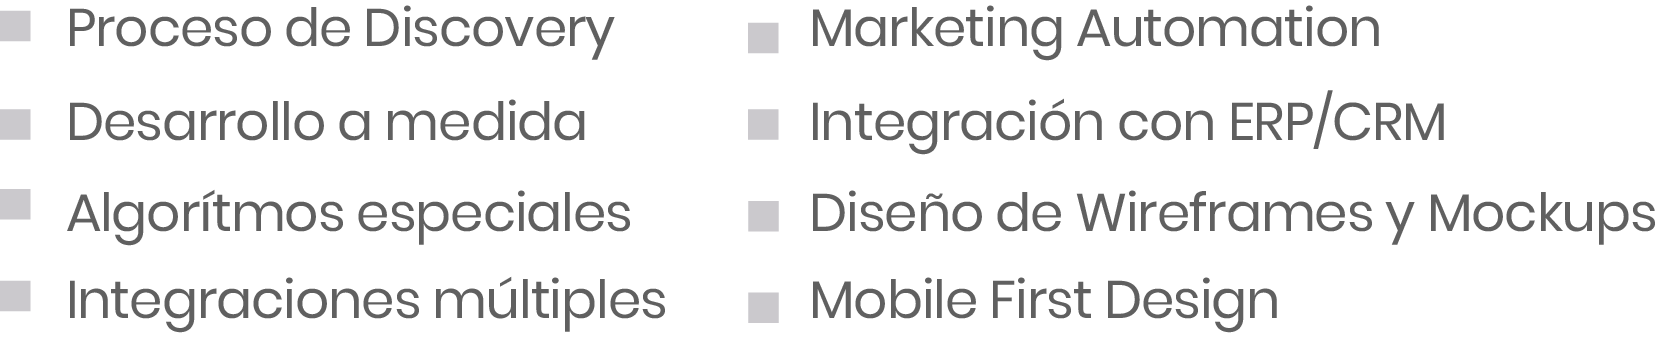 Proceso de Discovery
Desarrollo a medida
Algorítmos especiales
Integraciones múltiples
Marketing Automation
Integración con ERP/CRM
Diseño de Wireframes y Mockups
Mobile First Design